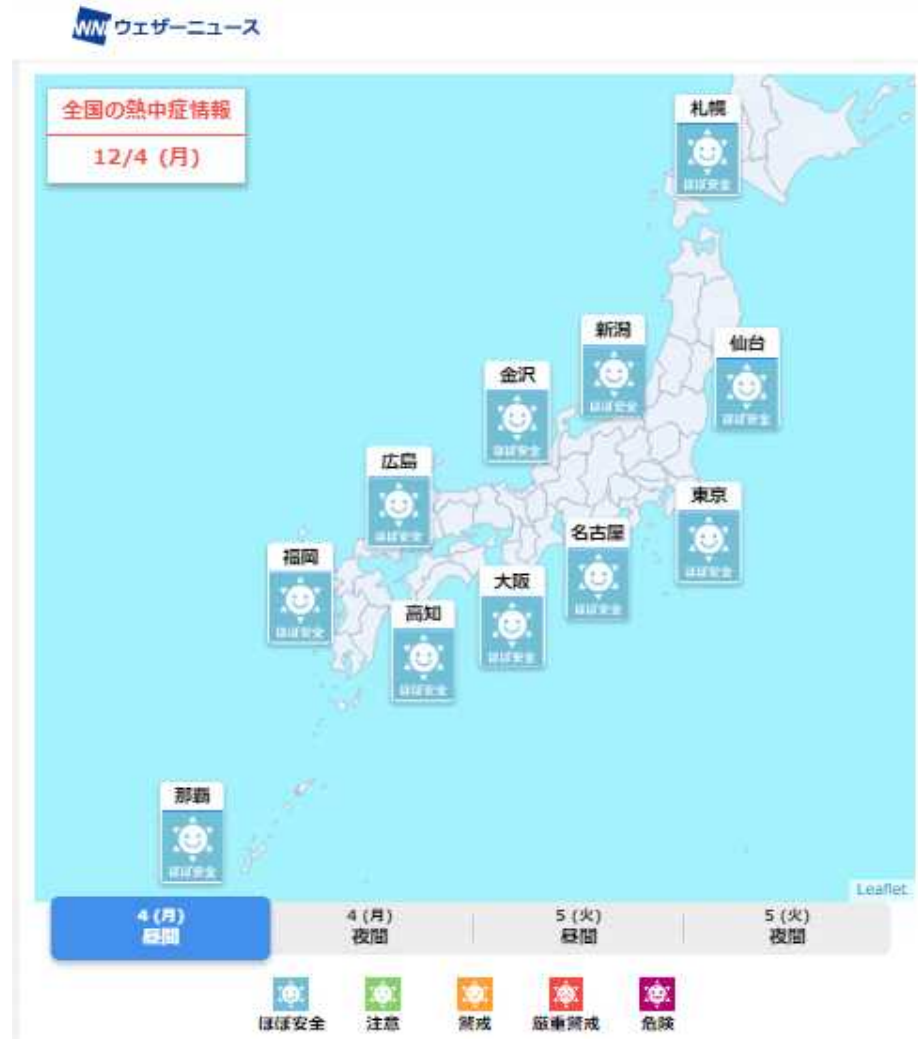 WNI ウェザーニュース
全国の熱中症情報
12/4 (月)
札幌
ほぼ安全
新潟
ほぼ安全
仙台
ほぼ安全
金沢
ほぼ安全
広島
ほぼ安全
東京
ほぼ安全
名古屋
ほぼ安全
福岡
ほぼ安全
大阪
ほぼ安全
高知
ほぼ安全
那覇
ほぼ安全
Leaflet
4 (月) 4 (月) 5 (火) 5 (火)
昼間 夜間 昼間 夜間
ほぼ安全 注意 警戒 厳重警戒 危険